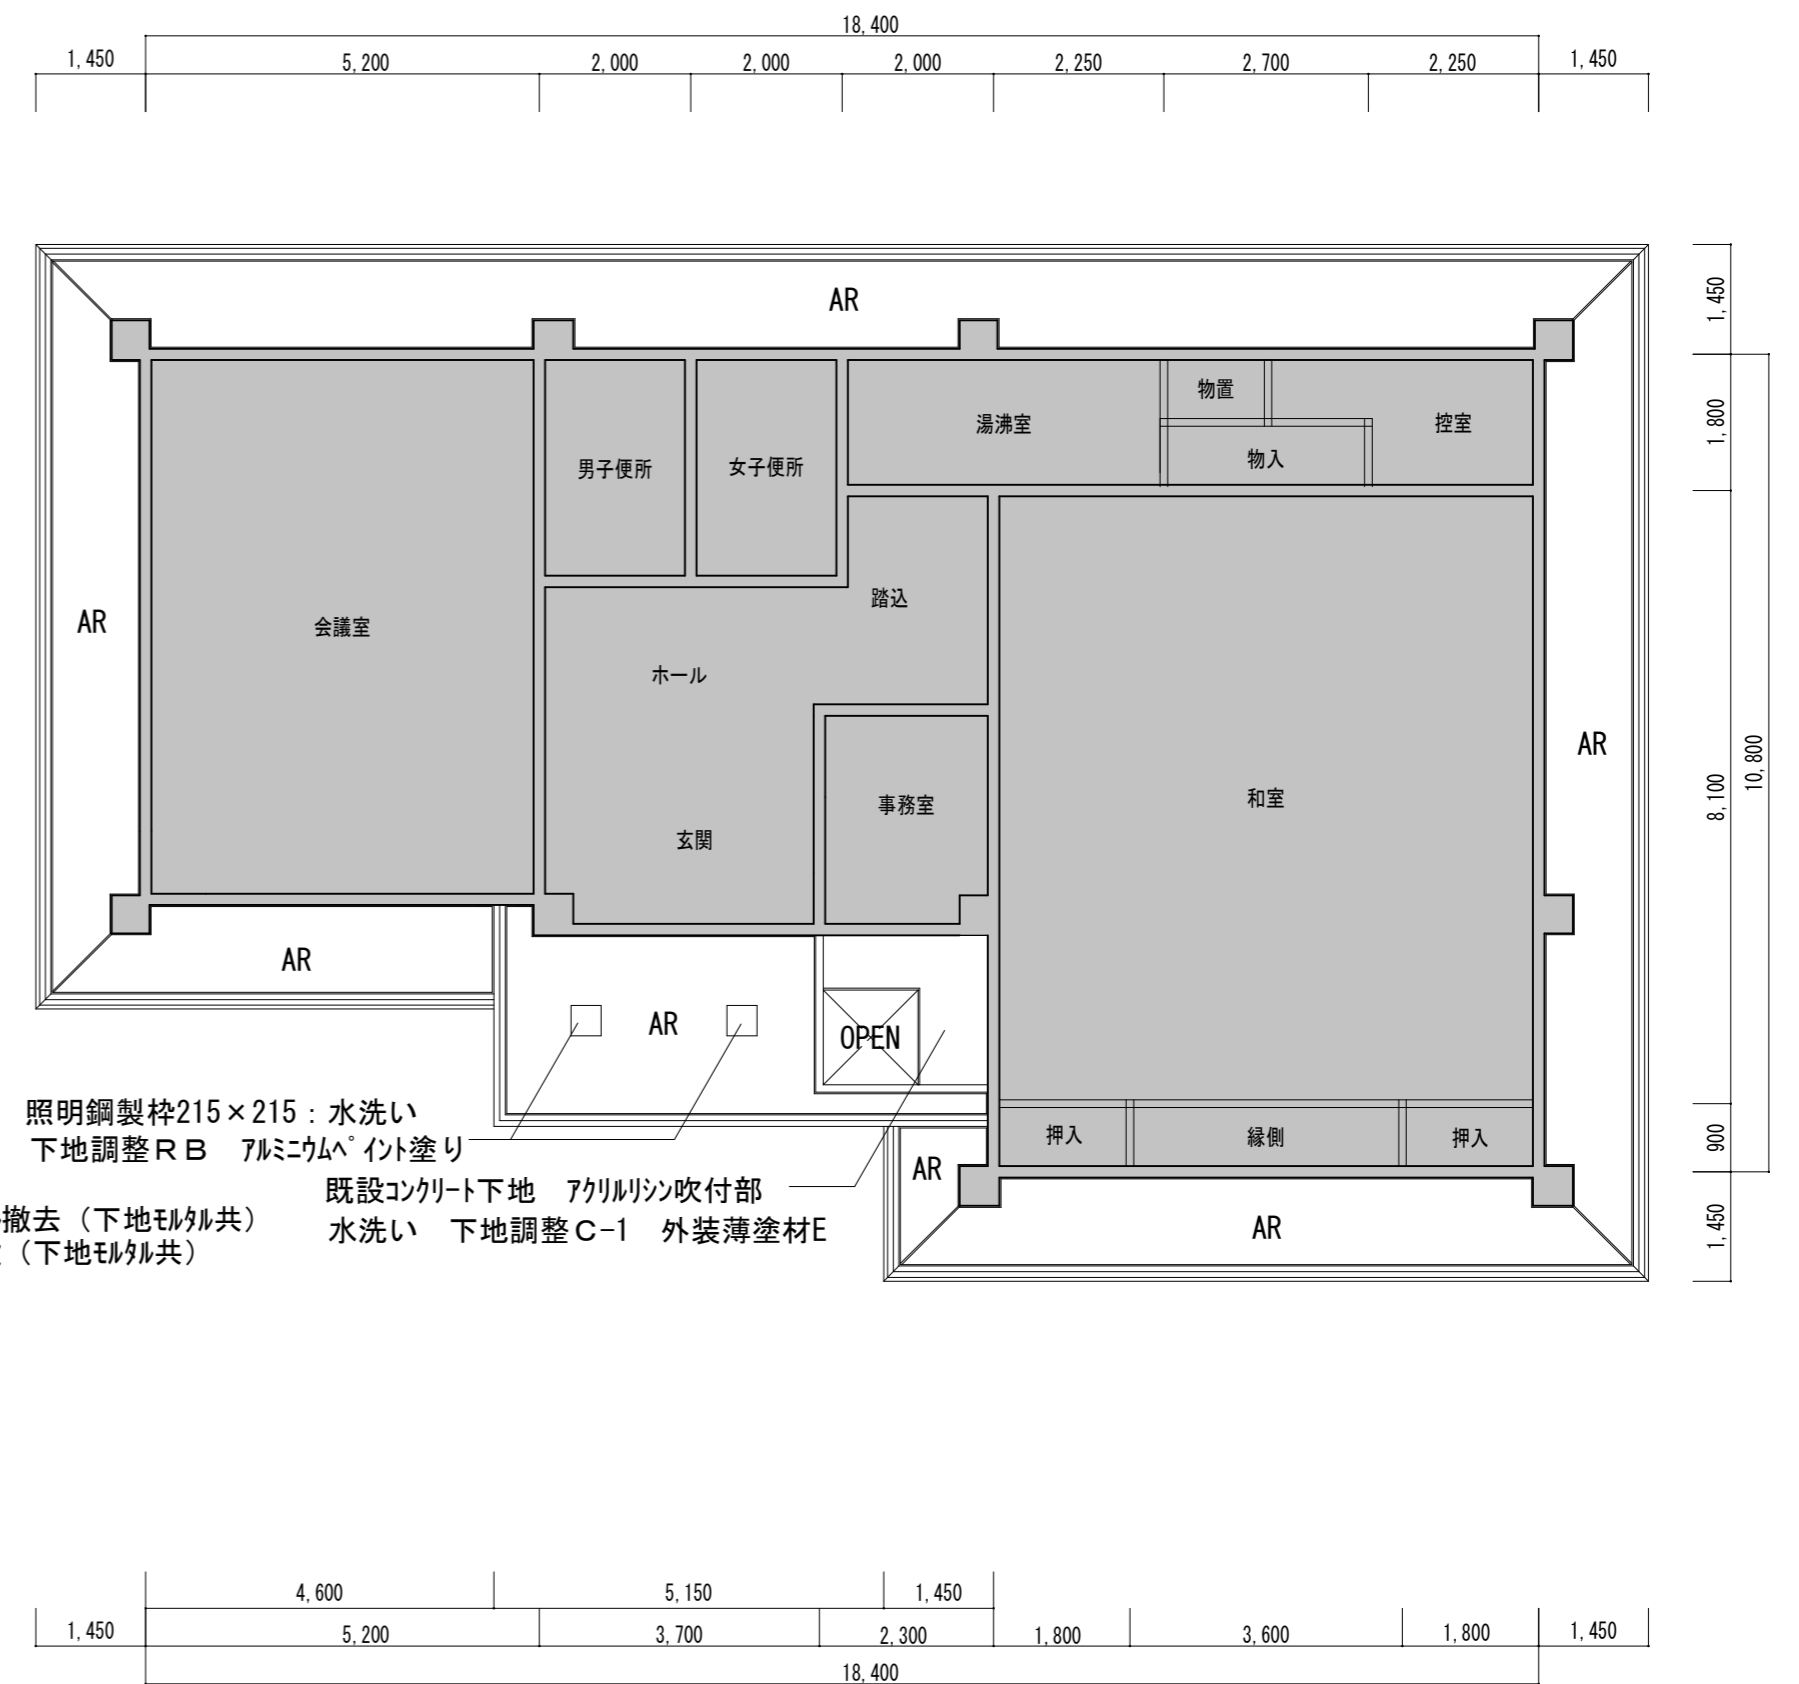 18,400
1,450 5,200 2,000 2,000 2,000 2,250 2,700 2,250 1,450
AR
1,450
物置
湯沸室
控室
1,800
物入
男子便所
女子便所
踏込
AR
会議室
ホール
AR
10,800
8,100
和室
事務室
玄関
AR
AR
OPEN
照明鋼製枠215×215：水洗い
下地調整ＲＢ　ｱﾙﾐﾆｳﾑﾍﾟｲﾝﾄ塗り
押入
縁側
押入
900
AR
既設ｺﾝｸﾘｰﾄ下地　ｱｸﾘﾙﾘｼﾝ吹付部
撤去（下地ﾓﾙﾀﾙ共）
水洗い　下地調整Ｃ-1　外装薄塗材E
（下地ﾓﾙﾀﾙ共）
AR
1,450
4,600 5,150 1,450
1,450 5,200 3,700 2,300 1,800 3,600 1,800 1,450
18,400